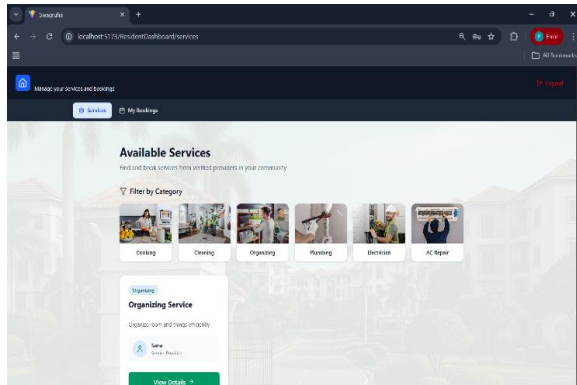 Swagruha
localhost:5173/ResidentDashboard/services
Error
All Bookmarks
Manage your services and bookings
Logout
Services
My Bookings
Available Services
Find and book services from verified providers in your community
Filter by Category
Cooking
Cleaning
Organizing
Plumbing
Electrician
AC Repair
Organizing
Organizing Service
Organize room and things efficiently
Service Provider
View Details →